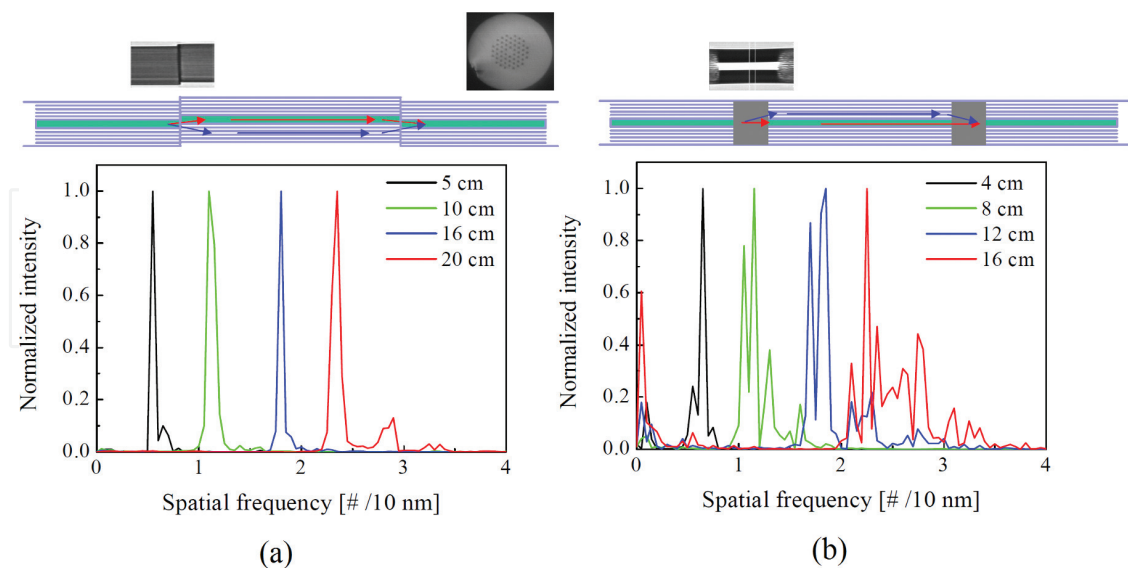 5 cm
10 cm
16 cm
20 cm
Normalized intensity
1.0
0.8
0.6
0.4
0.2
0.0
0 1 2 3 4
Spatial frequency [# /10 nm]
(a)
4 cm
8 cm
12 cm
16 cm
Normalized intensity
1.0
0.8
0.6
0.4
0.2
0.0
0 1 2 3 4
Spatial frequency [# /10 nm]
(b)